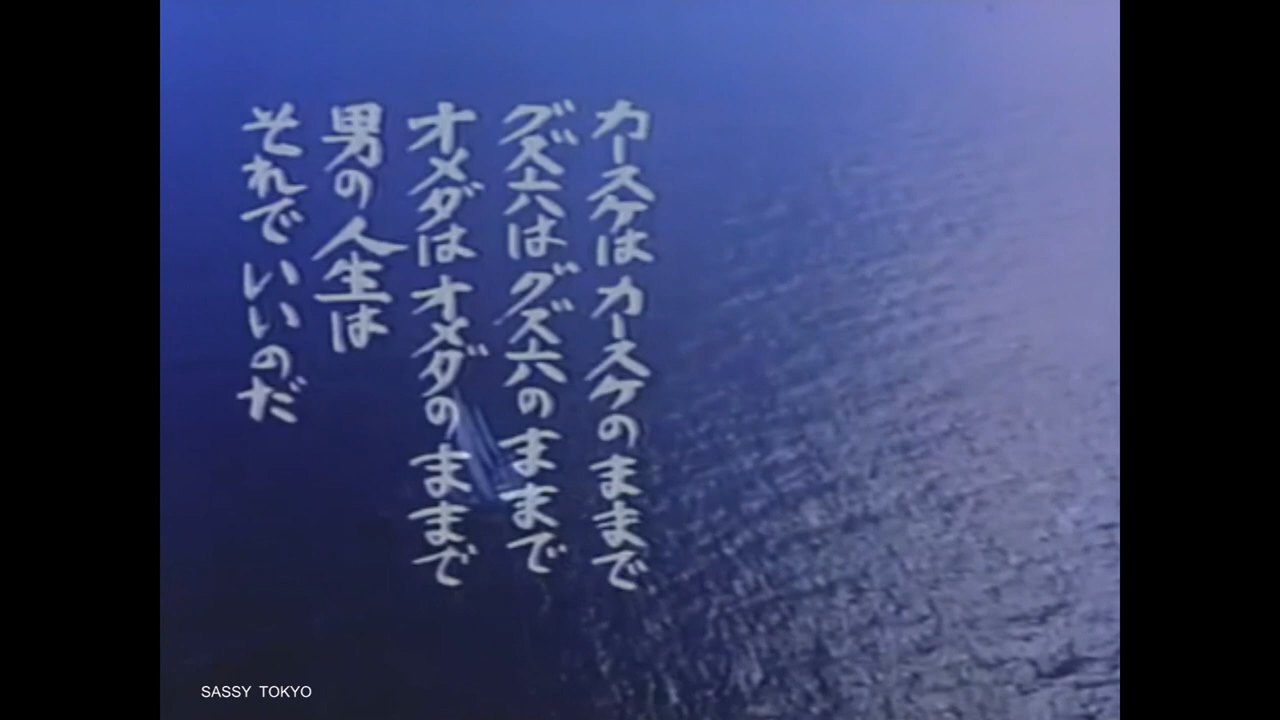 カースケはカースケのままで
グズ六はグズ六のままで
オメダはオメダのままで
男の人生は
それでいいのだ
SASSY TOKYO